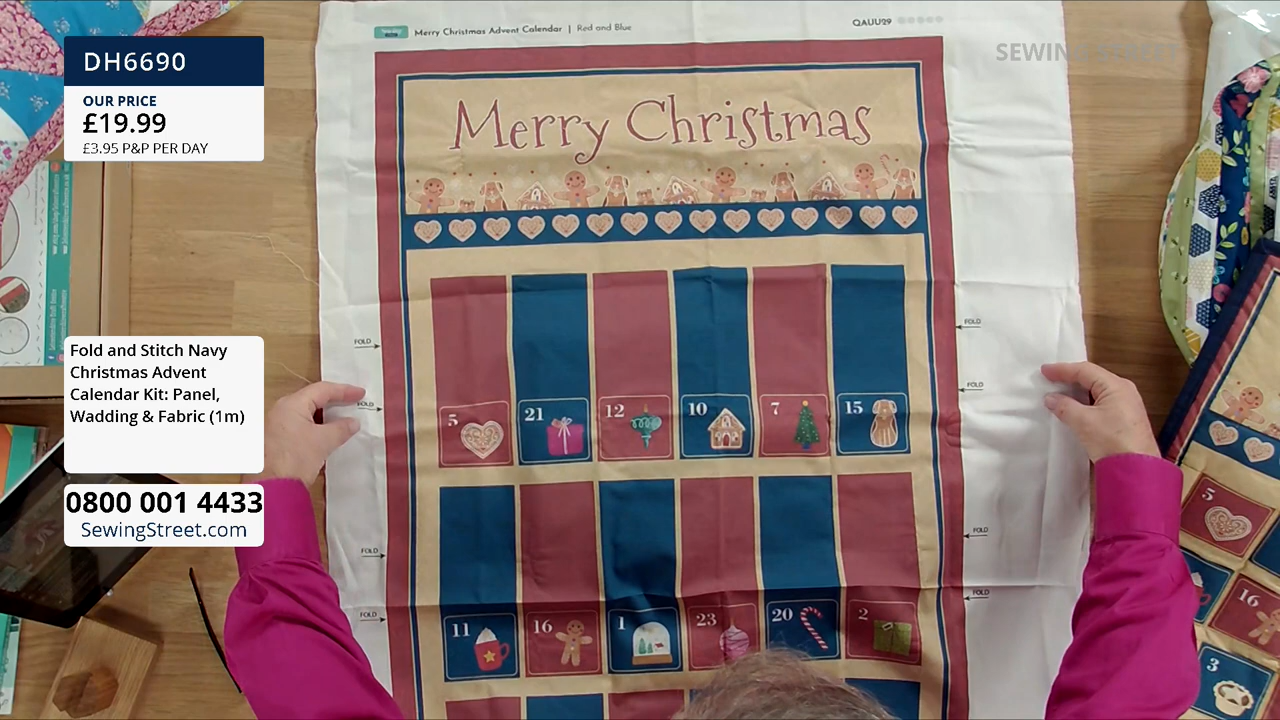 DH6690
OUR PRICE
£19.99
£3.95 P&P PER DAY
Fold and Stitch Navy
Christmas Advent
Calendar Kit: Panel,
Wadding & Fabric (1m)
0800 001 4433
SewingStreet.com
SEWING STREET
Merry Christmas Advent Calendar | Red and Blue
QAUU29
Merry Christmas
FOLD
FOLD
FOLD
FOLD
FOLD
FOLD
FOLD
FOLD
5 21 12 10 7 15
11 16 1 23 20 2
5
16
3